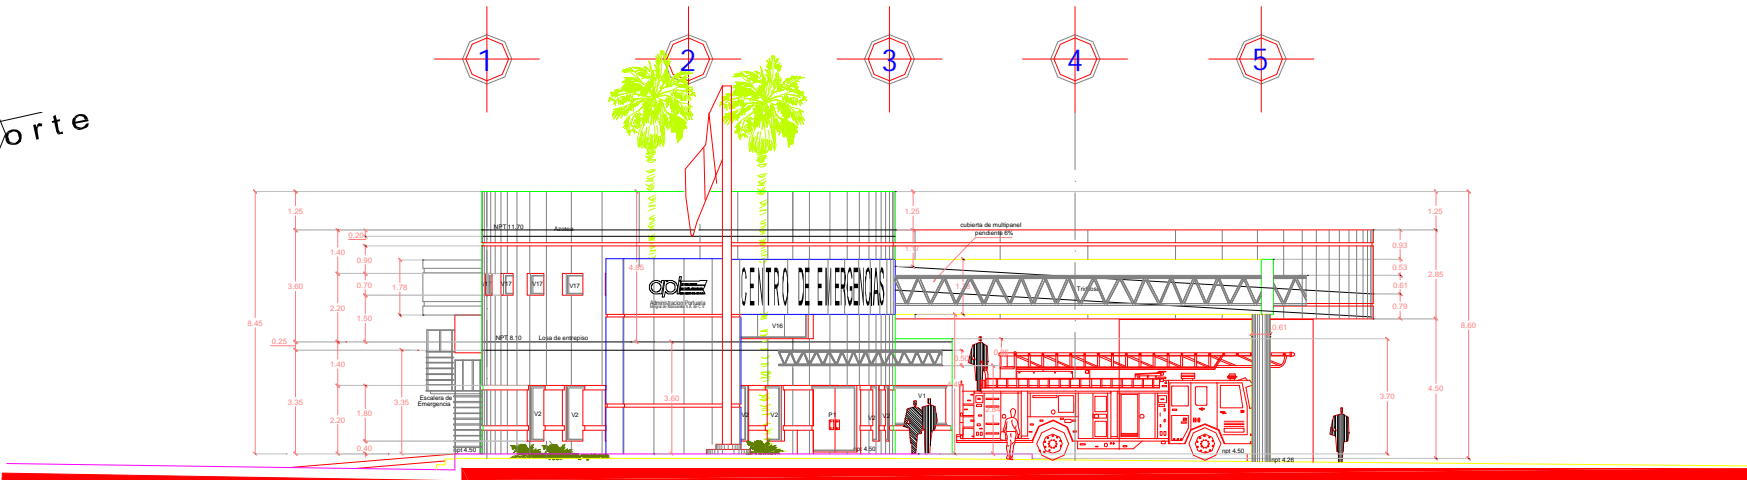 1 2 3 4 5
orte
1.25 1.25 1.25
NPT 11.70 Azotea
cubierta de multipanel
pendiente 6%
0.20
1.40 0.90 0.93
4.85 CENTRO DE EMERGENCIAS 0.53
3.60 0.70 1.78 V17 V17 V17 api Tridilosa 0.61 2.85
Administracion Portuaria
2.20 0.79
1.50
8.45 V16 0.61 8.60
0.25 NPT 8.10 Losa de entrepiso
1.40
3.35 3.35 Escalera de
Emergencia 3.60 V1 3.70 4.50
1.80 V2 V2 V2 V2 P1 V2 V2
2.20
0.40 npt 4.50 npt 4.50 npt 4.50
npt 4.26